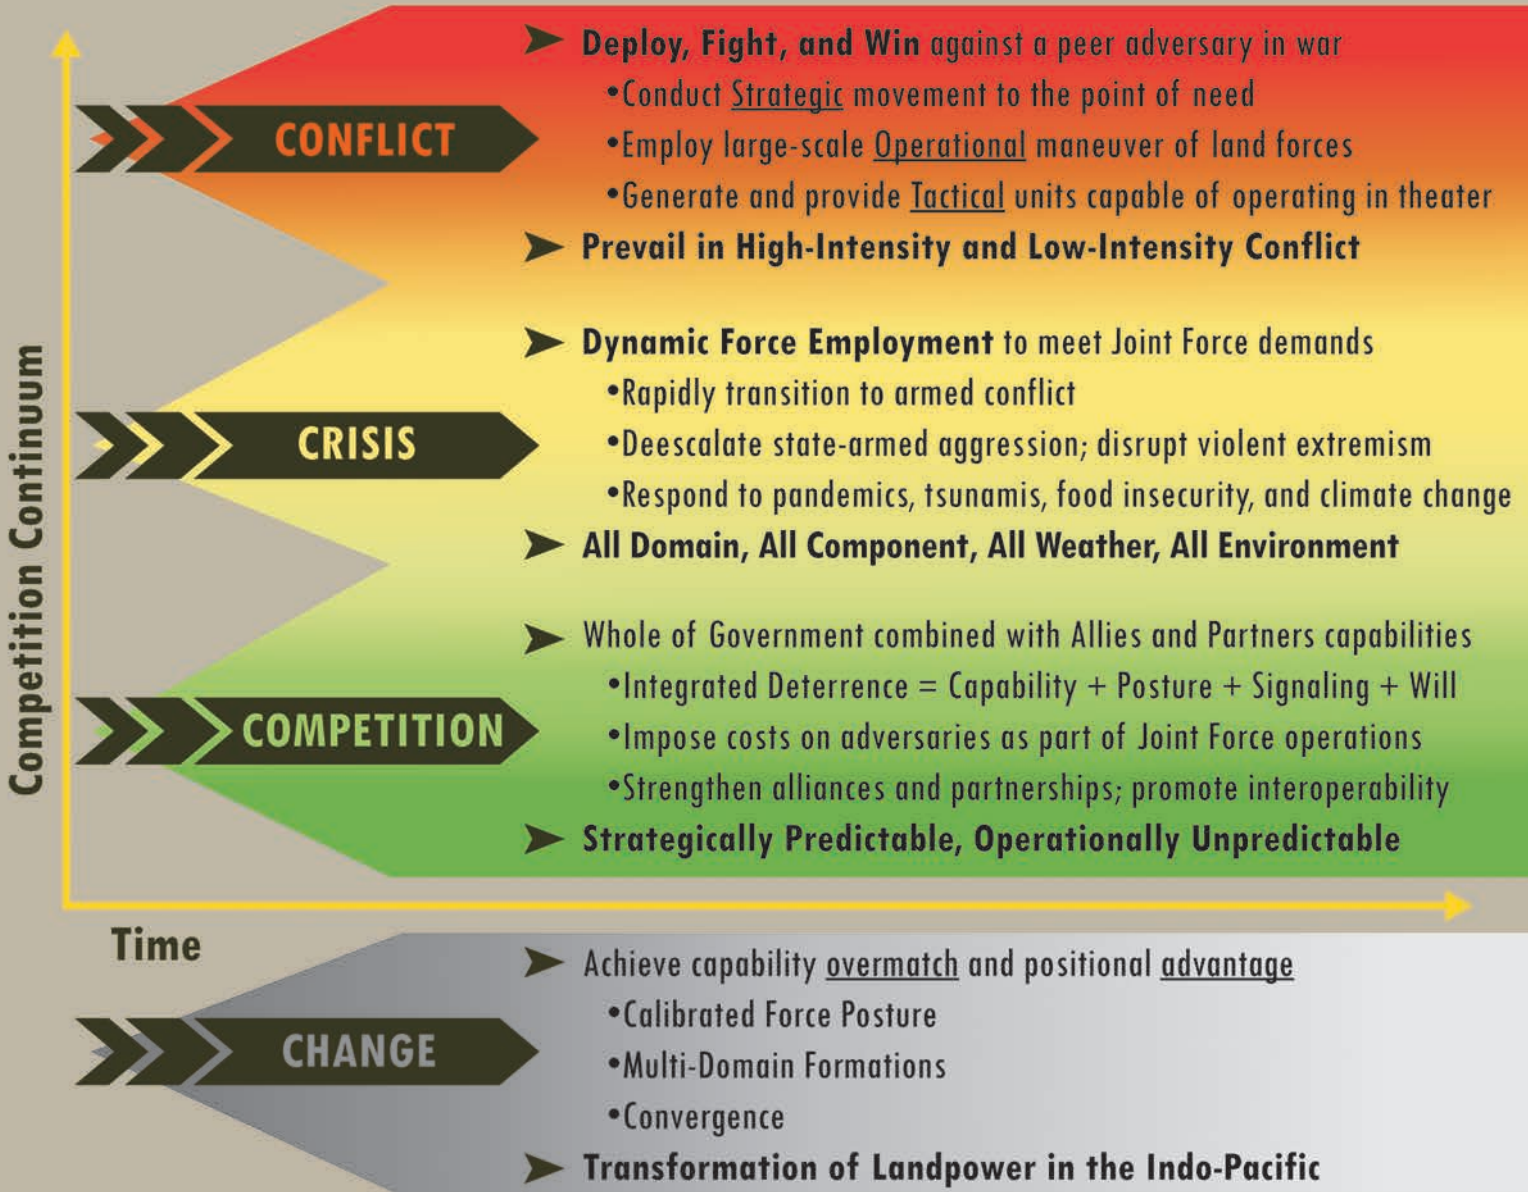 Competition Continuum
CONFLICT
➤ Deploy, Fight, and Win against a peer adversary in war
•Conduct Strategic movement to the point of need
•Employ large-scale Operational maneuver of land forces
•Generate and provide Tactical units capable of operating in theater
➤ Prevail in High-Intensity and Low-Intensity Conflict
CRISIS
➤ Dynamic Force Employment to meet Joint Force demands
•Rapidly transition to armed conflict
•Deescalate state-armed aggression; disrupt violent extremism
•Respond to pandemics, tsunamis, food insecurity, and climate change
➤ All Domain, All Component, All Weather, All Environment
COMPETITION
➤ Whole of Government combined with Allies and Partners capabilities
•Integrated Deterrence = Capability + Posture + Signaling + Will
•Impose costs on adversaries as part of Joint Force operations
•Strengthen alliances and partnerships; promote interoperability
➤ Strategically Predictable, Operationally Unpredictable
Time
CHANGE
➤ Achieve capability overmatch and positional advantage
•Calibrated Force Posture
•Multi-Domain Formations
•Convergence
➤ Transformation of Landpower in the Indo-Pacific